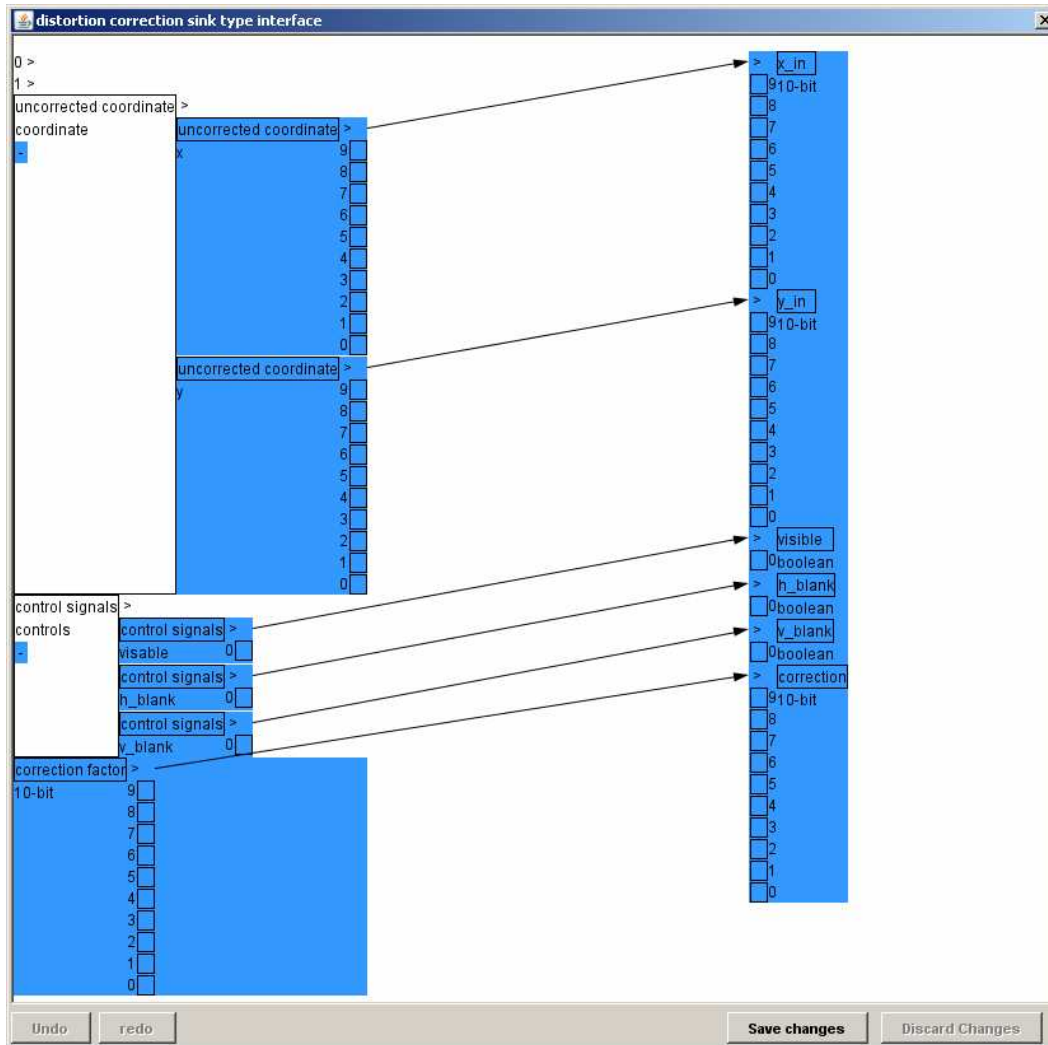 distortion correction sink type interface
0 >
1 >
uncorrected coordinate >
coordinate
-
uncorrected coordinate >
x
9
8
7
6
5
4
3
2
1
0
uncorrected coordinate >
y
9
8
7
6
5
4
3
2
1
0
control signals >
controls
-
control signals >
visable 0
control signals >
h_blank 0
control signals >
v_blank 0
correction factor >
10-bit
9
8
7
6
5
4
3
2
1
0
> x_in
9 10-bit
8
7
6
5
4
3
2
1
0
> y_in
9 10-bit
8
7
6
5
4
3
2
1
0
> visible
0 boolean
> h_blank
0 boolean
> v_blank
0 boolean
> correction
9 10-bit
8
7
6
5
4
3
2
1
0
Undo redo Save changes Discard Changes